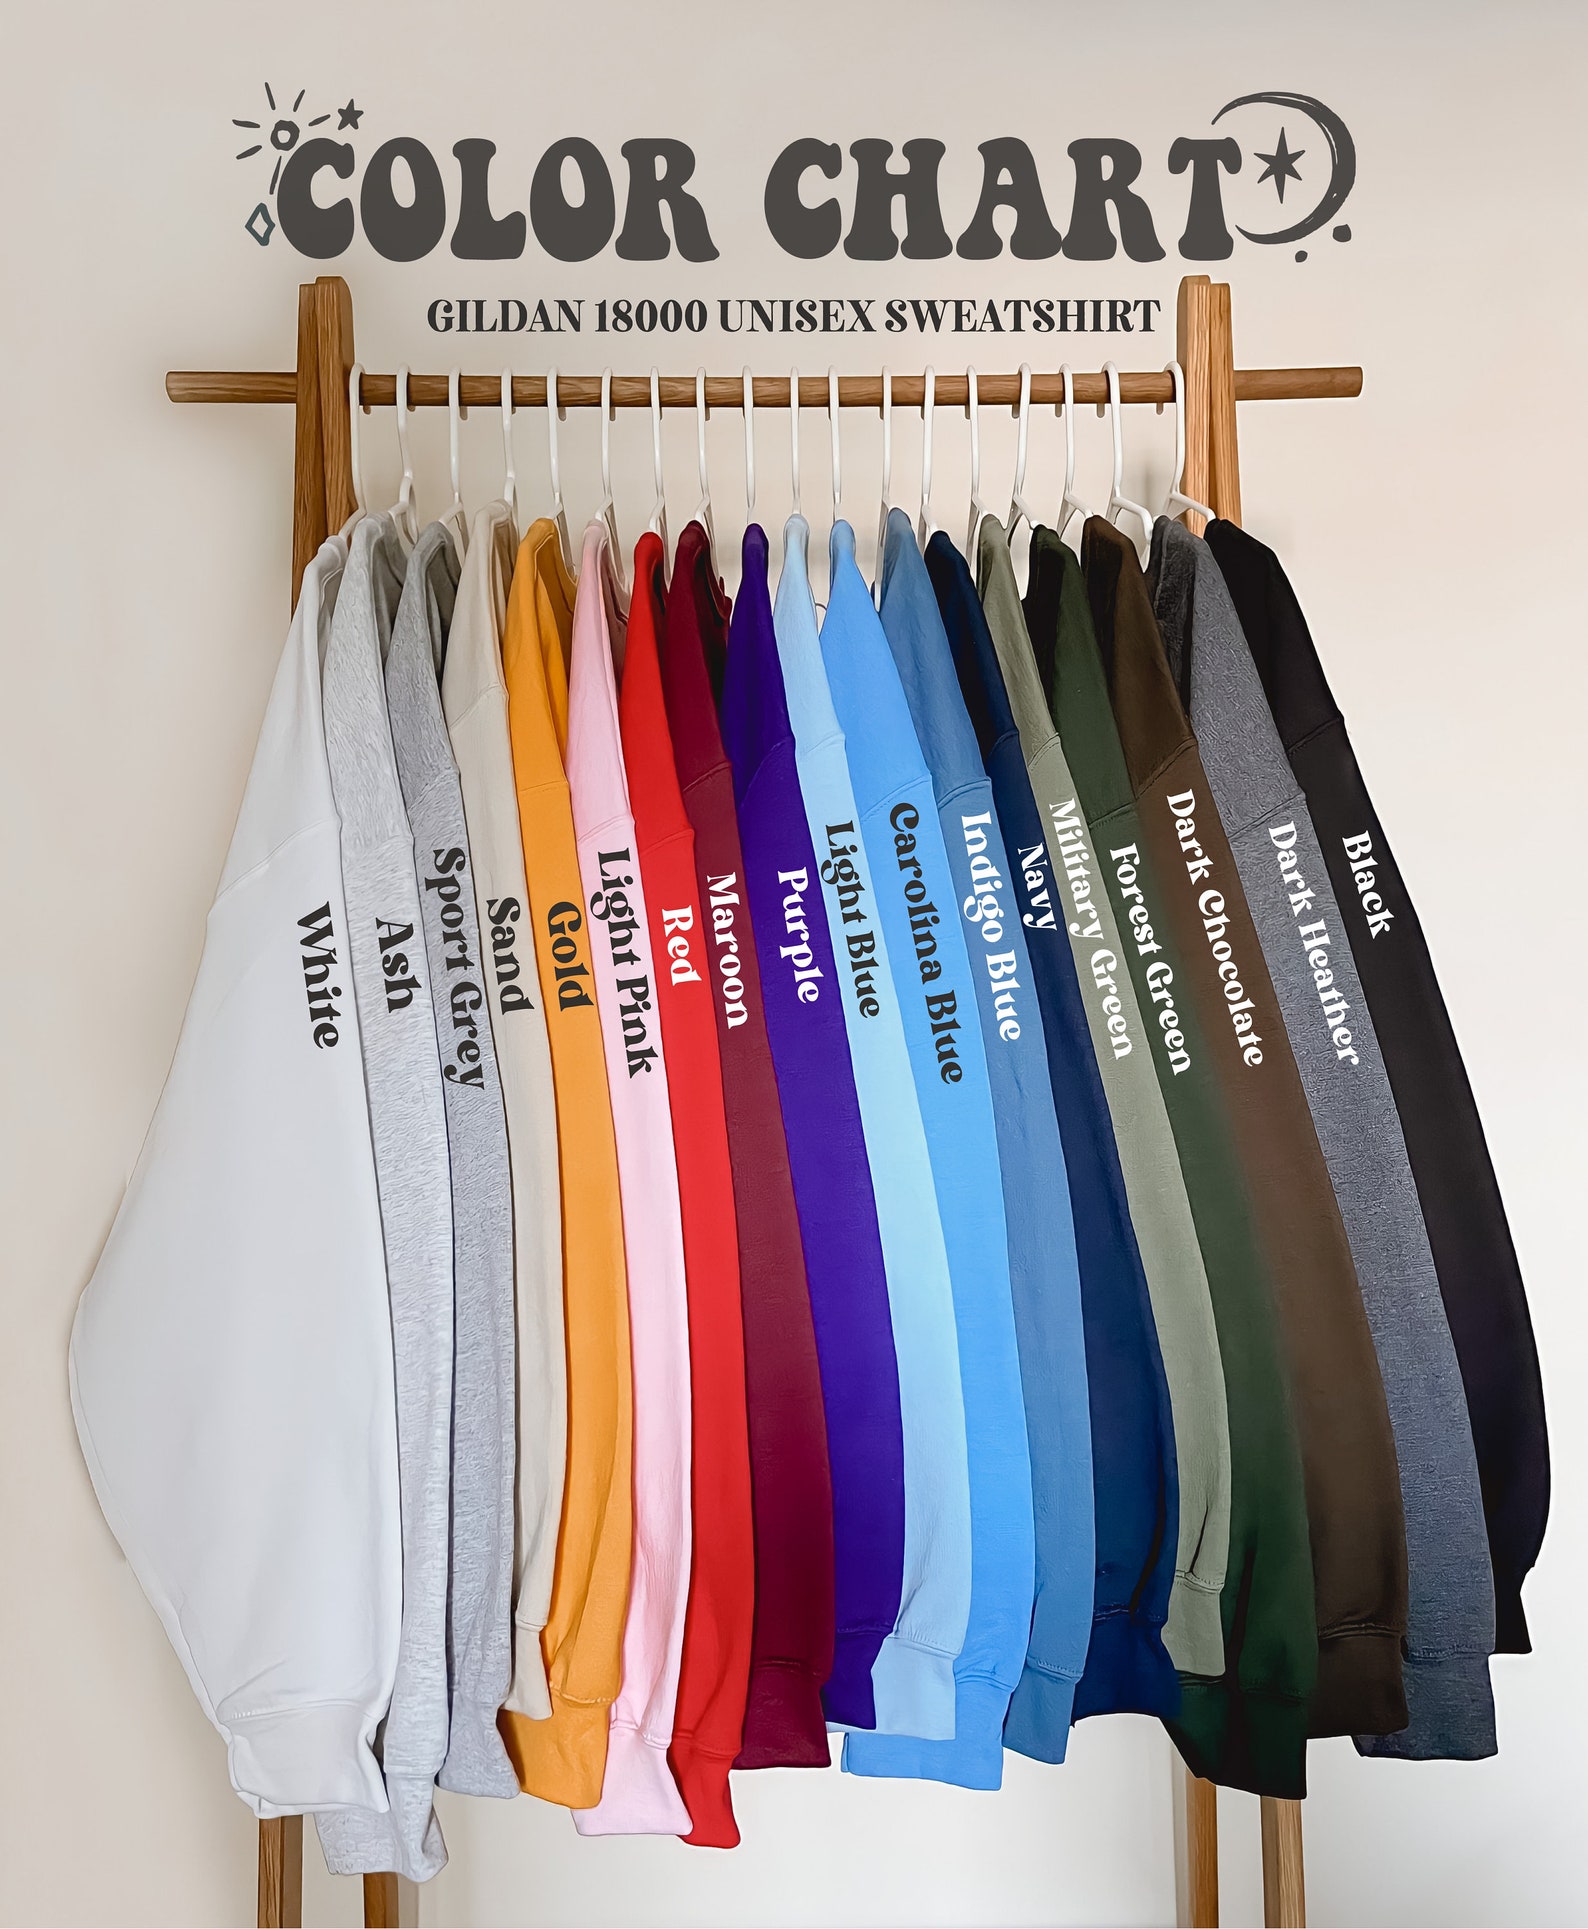 COLOR CHART
GILDAN 18000 UNISEX SWEATSHIRT
White
Ash
Sport Grey
Sand
Gold
Light Pink
Red
Maroon
Purple
Light Blue
Carolina Blue
Indigo Blue
Navy
Military Green
Forest Green
Dark Chocolate
Dark Heather
Black